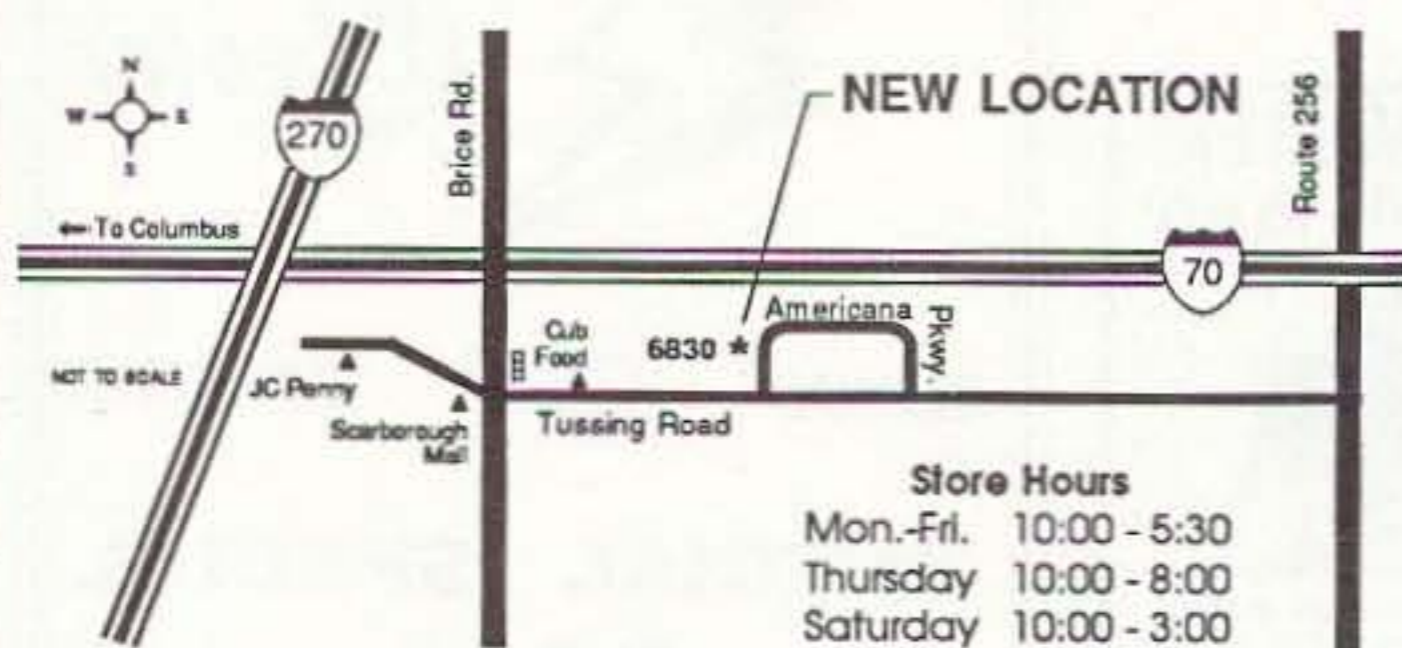 N
W E
S
270
Brice Rd.
NEW LOCATION
Route 256
← To Columbus
70
Americana
Pkwy.
Cub
Food
6830 *
NOT TO SCALE
JC Penny
Scarborough
Mall
Tussing Road
Store Hours
Mon.-Fri. 10:00 - 5:30
Thursday 10:00 - 8:00
Saturday 10:00 - 3:00